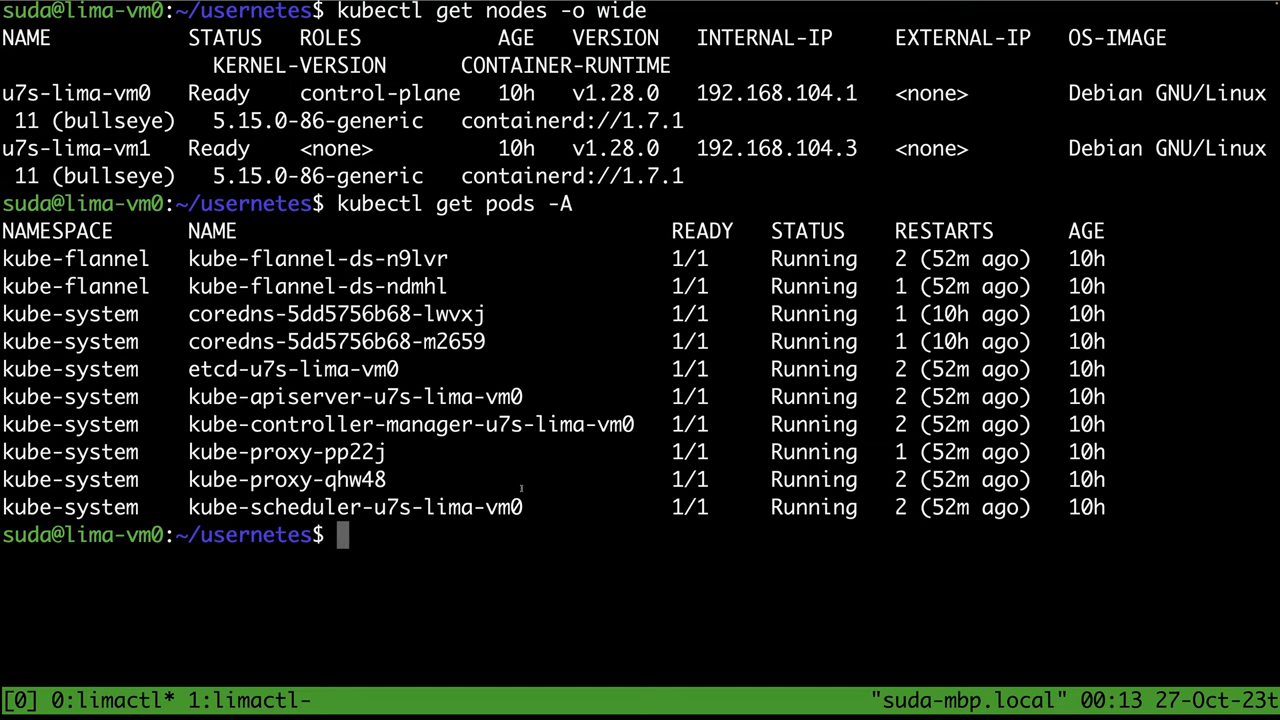 suda@lima-vm0:~/usernetes$ kubectl get nodes -o wide
NAME STATUS ROLES AGE VERSION INTERNAL-IP EXTERNAL-IP OS-IMAGE
KERNEL-VERSION CONTAINER-RUNTIME
u7s-lima-vm0 Ready control-plane 10h v1.28.0 192.168.104.1 <none> Debian GNU/Linux
11 (bullseye) 5.15.0-86-generic containerd://1.7.1
u7s-lima-vm1 Ready <none> 10h v1.28.0 192.168.104.3 <none> Debian GNU/Linux
11 (bullseye) 5.15.0-86-generic containerd://1.7.1
suda@lima-vm0:~/usernetes$ kubectl get pods -A
NAMESPACE NAME READY STATUS RESTARTS AGE
kube-flannel kube-flannel-ds-n9lvr 1/1 Running 2 (52m ago) 10h
kube-flannel kube-flannel-ds-ndmhl 1/1 Running 1 (52m ago) 10h
kube-system coredns-5dd5756b68-lwvxj 1/1 Running 1 (10h ago) 10h
kube-system coredns-5dd5756b68-m2659 1/1 Running 1 (10h ago) 10h
kube-system etcd-u7s-lima-vm0 1/1 Running 2 (52m ago) 10h
kube-system kube-apiserver-u7s-lima-vm0 1/1 Running 2 (52m ago) 10h
kube-system kube-controller-manager-u7s-lima-vm0 1/1 Running 2 (52m ago) 10h
kube-system kube-proxy-pp22j 1/1 Running 1 (52m ago) 10h
kube-system kube-proxy-qhw48 1/1 Running 2 (52m ago) 10h
kube-system kube-scheduler-u7s-lima-vm0 1/1 Running 2 (52m ago) 10h
suda@lima-vm0:~/usernetes$
[0] 0:limactl* 1:limactl- "suda-mbp.local" 00:13 27-Oct-23t